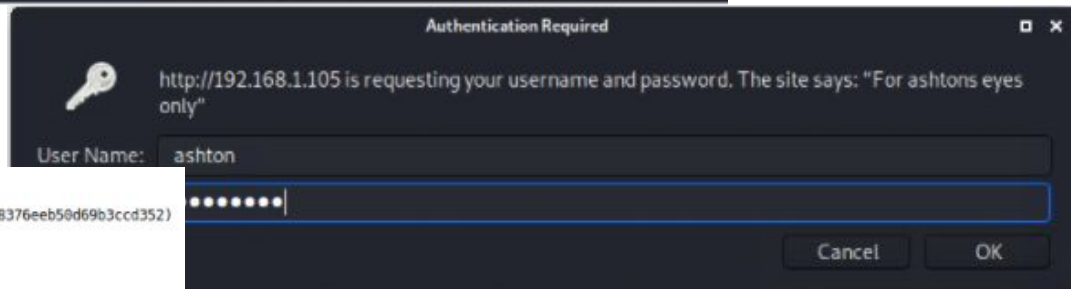 Authentication Required
http://192.168.1.105 is requesting your username and password. The site says: "For ashtons eyes
only"
User Name: ashton
8376eeb50d69b3ccd352)
Cancel OK